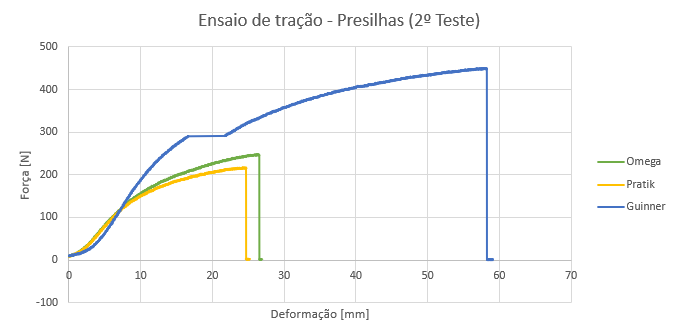 Ensaio de tração - Presilhas (2º Teste)
500
400
300
200
100
0
-100
Força [N]
0 10 20 30 40 50 60 70
Deformação [mm]
Omega
Pratik
Guinner